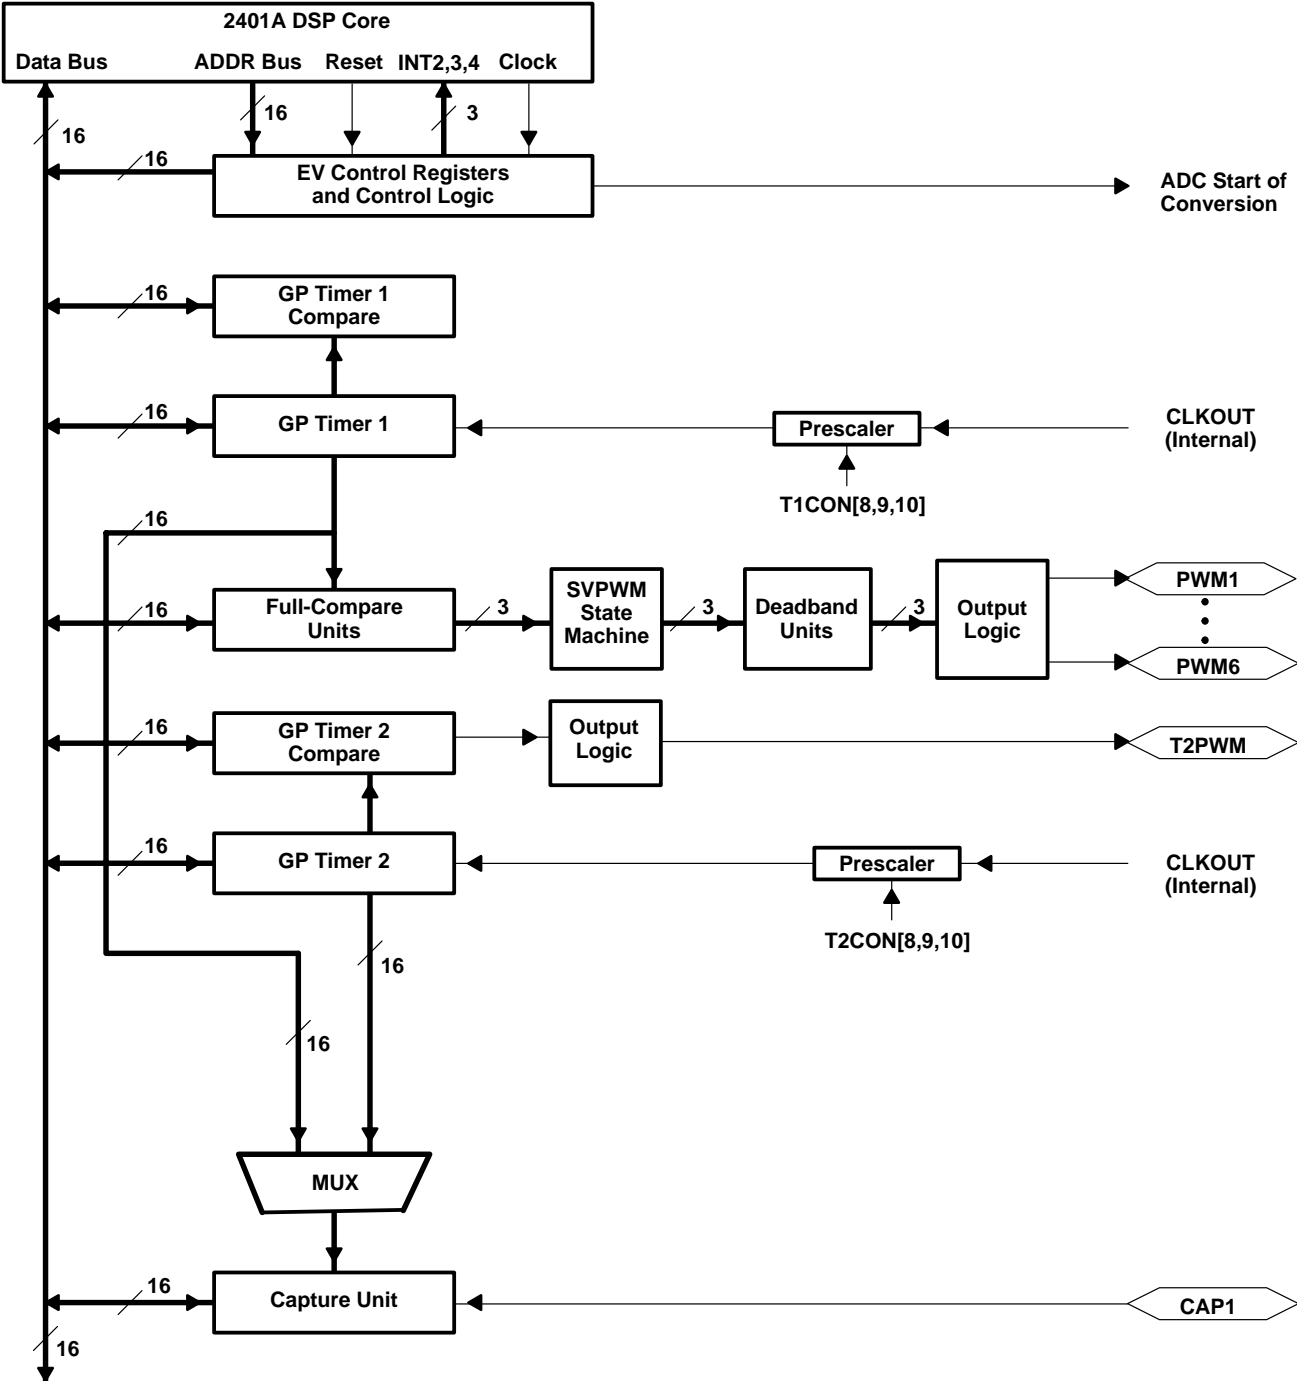 2401A DSP Core
Data Bus ADDR Bus Reset INT2,3,4 Clock
16 16 3
16
EV Control Registers
and Control Logic
ADC Start of
Conversion
16
GP Timer 1
Compare
16
GP Timer 1
Prescaler
CLKOUT
(Internal)
T1CON[8,9,10]
16
16
Full-Compare
Units
3
SVPWM
State
Machine
3
Deadband
Units
3
Output
Logic
PWM1
PWM6
16
GP Timer 2
Compare
Output
Logic
T2PWM
16
GP Timer 2
Prescaler
CLKOUT
(Internal)
T2CON[8,9,10]
16
16
MUX
16
Capture Unit
CAP1
16